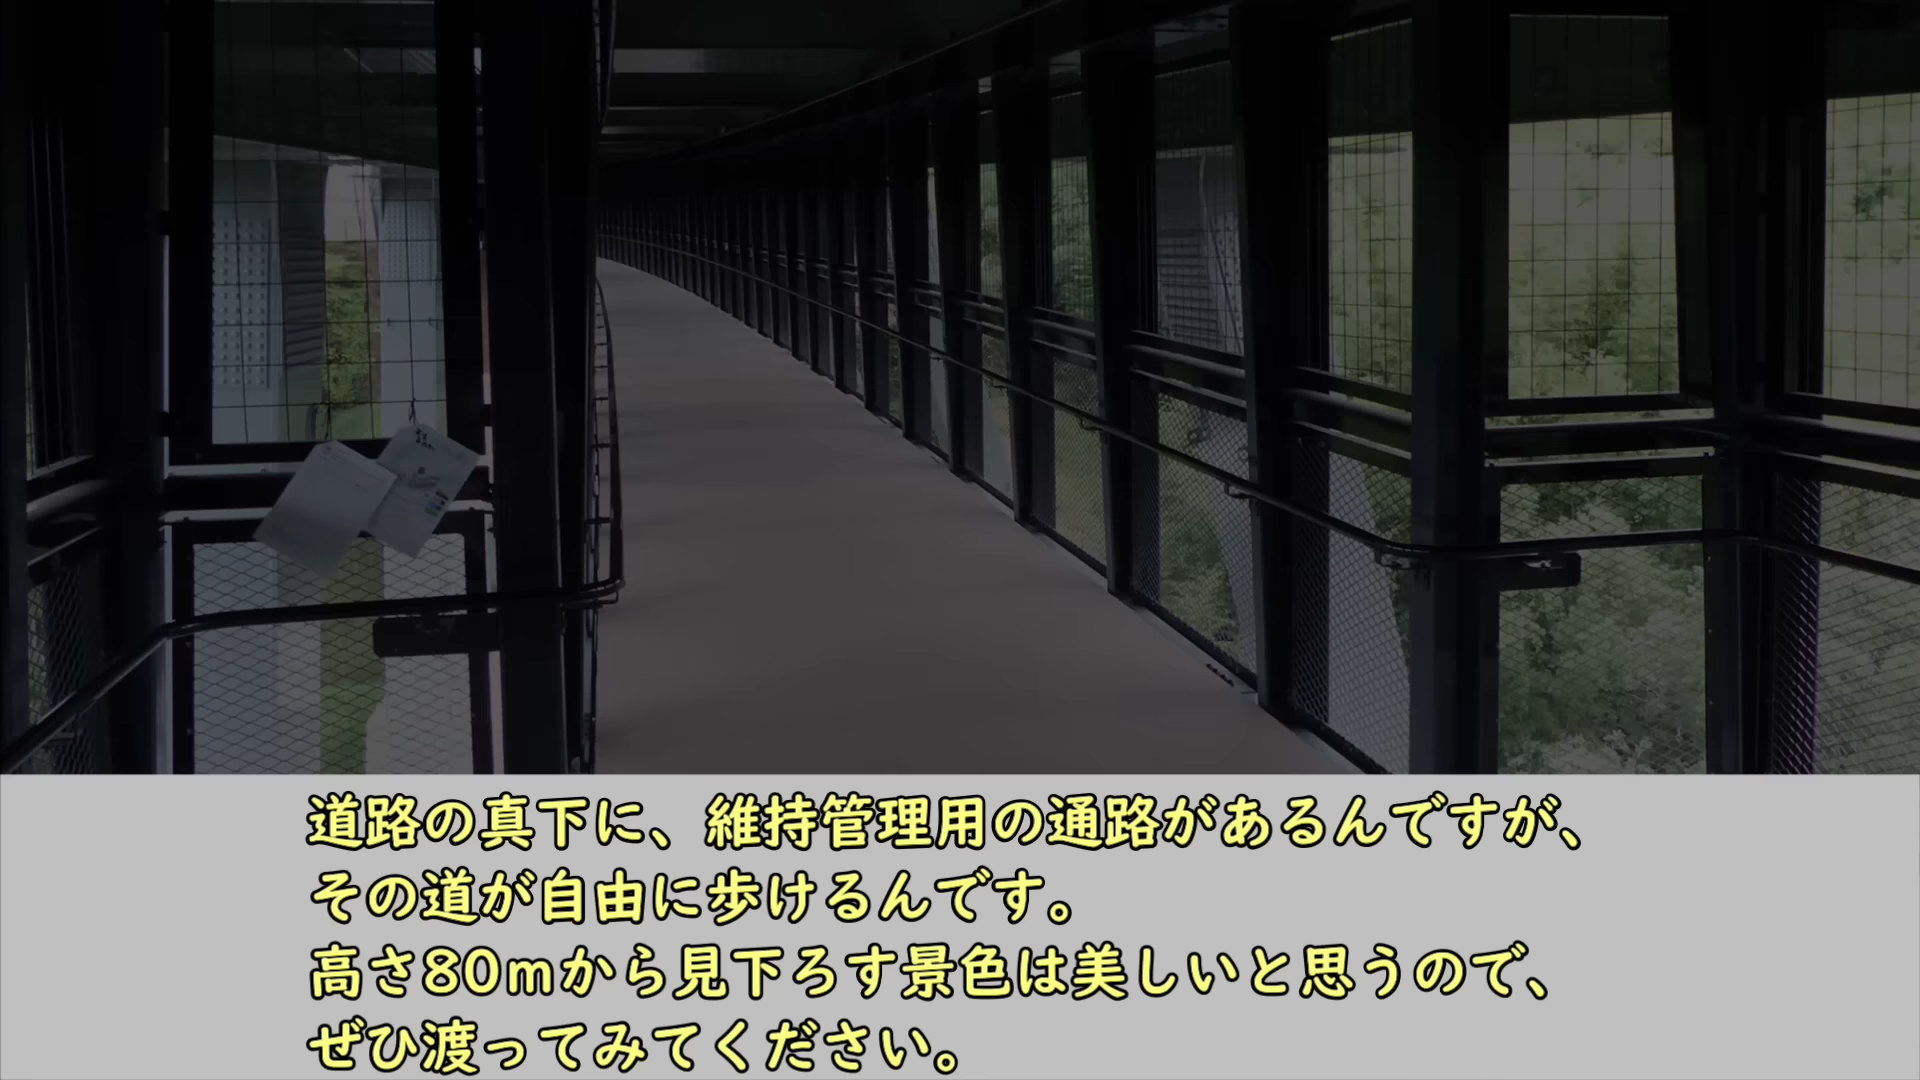 道路の真下に、維持管理用の通路があるんですが、
その道が自由に歩けるんです。
高さ80mから見下ろす景色は美しいと思うので、
ぜひ渡ってみてください。